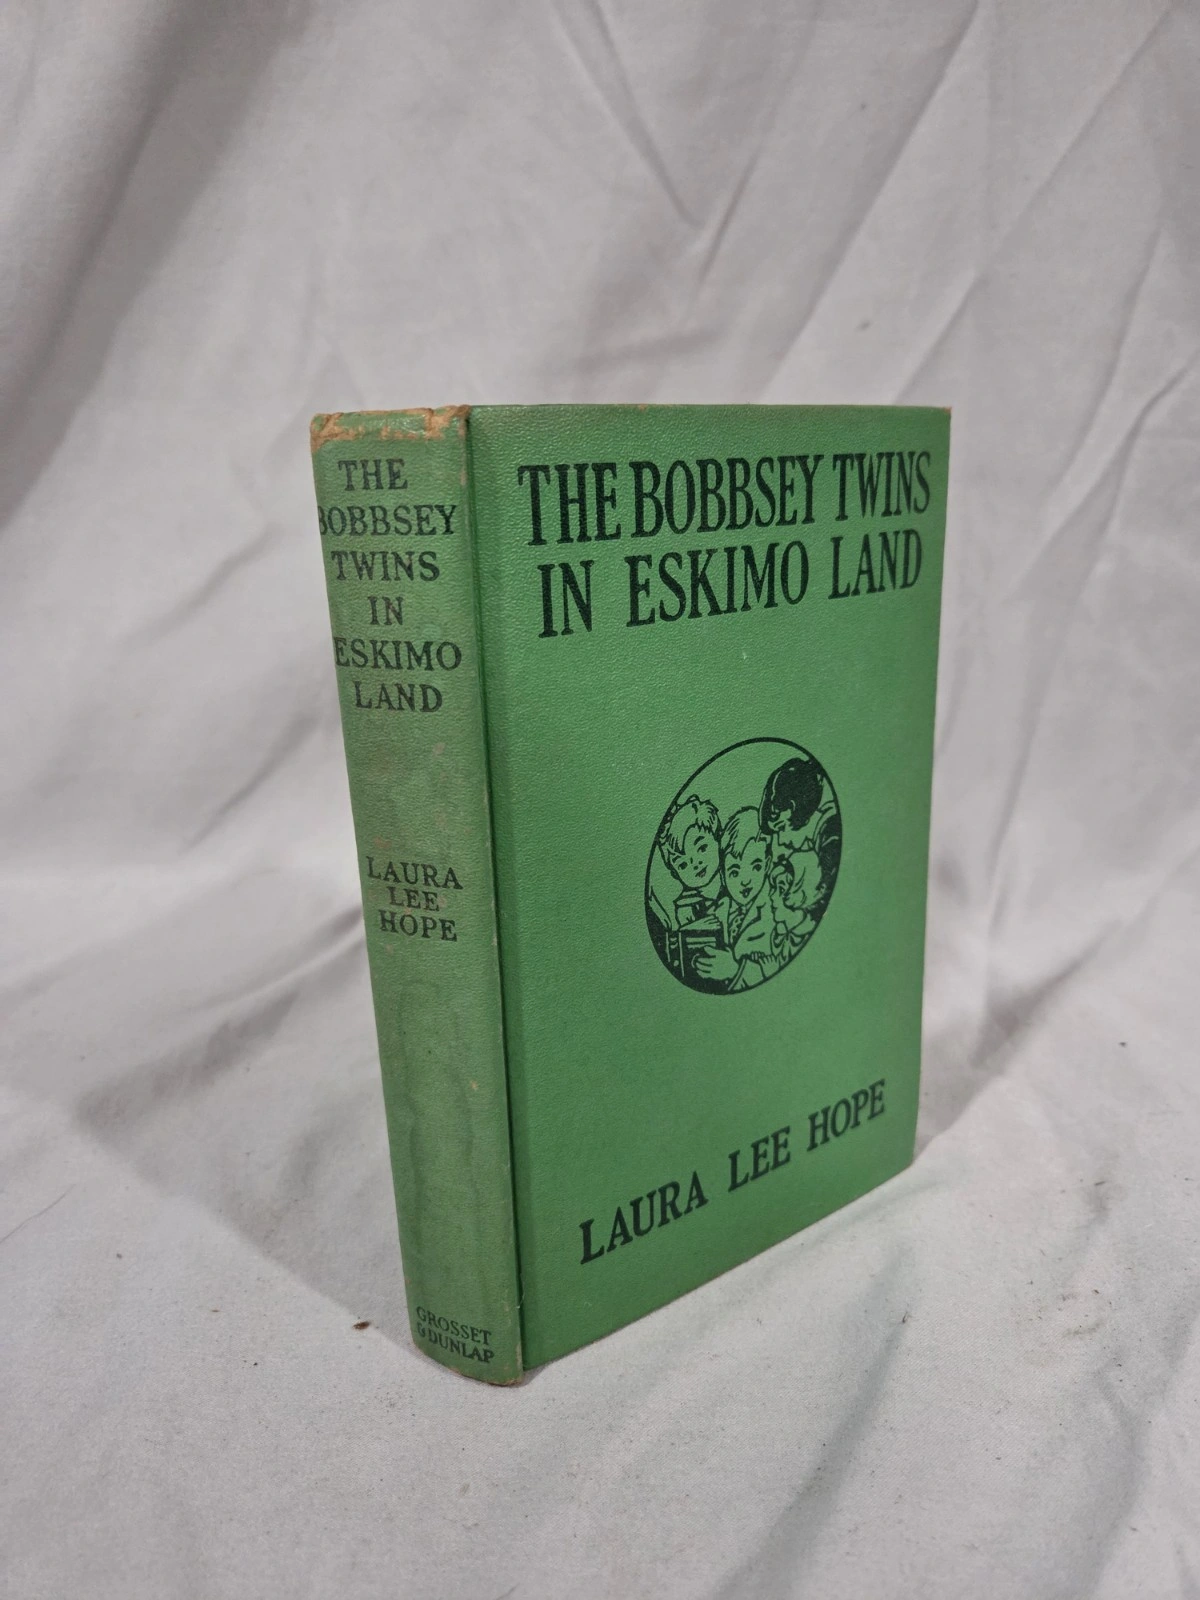 THE
BOBBSEY
TWINS
IN
ESKIMO
LAND
LAURA
LEE
HOPE
GROSSET
& DUNLAP
THE BOBBSEY TWINS
IN ESKIMO LAND
LAURA LEE HOPE